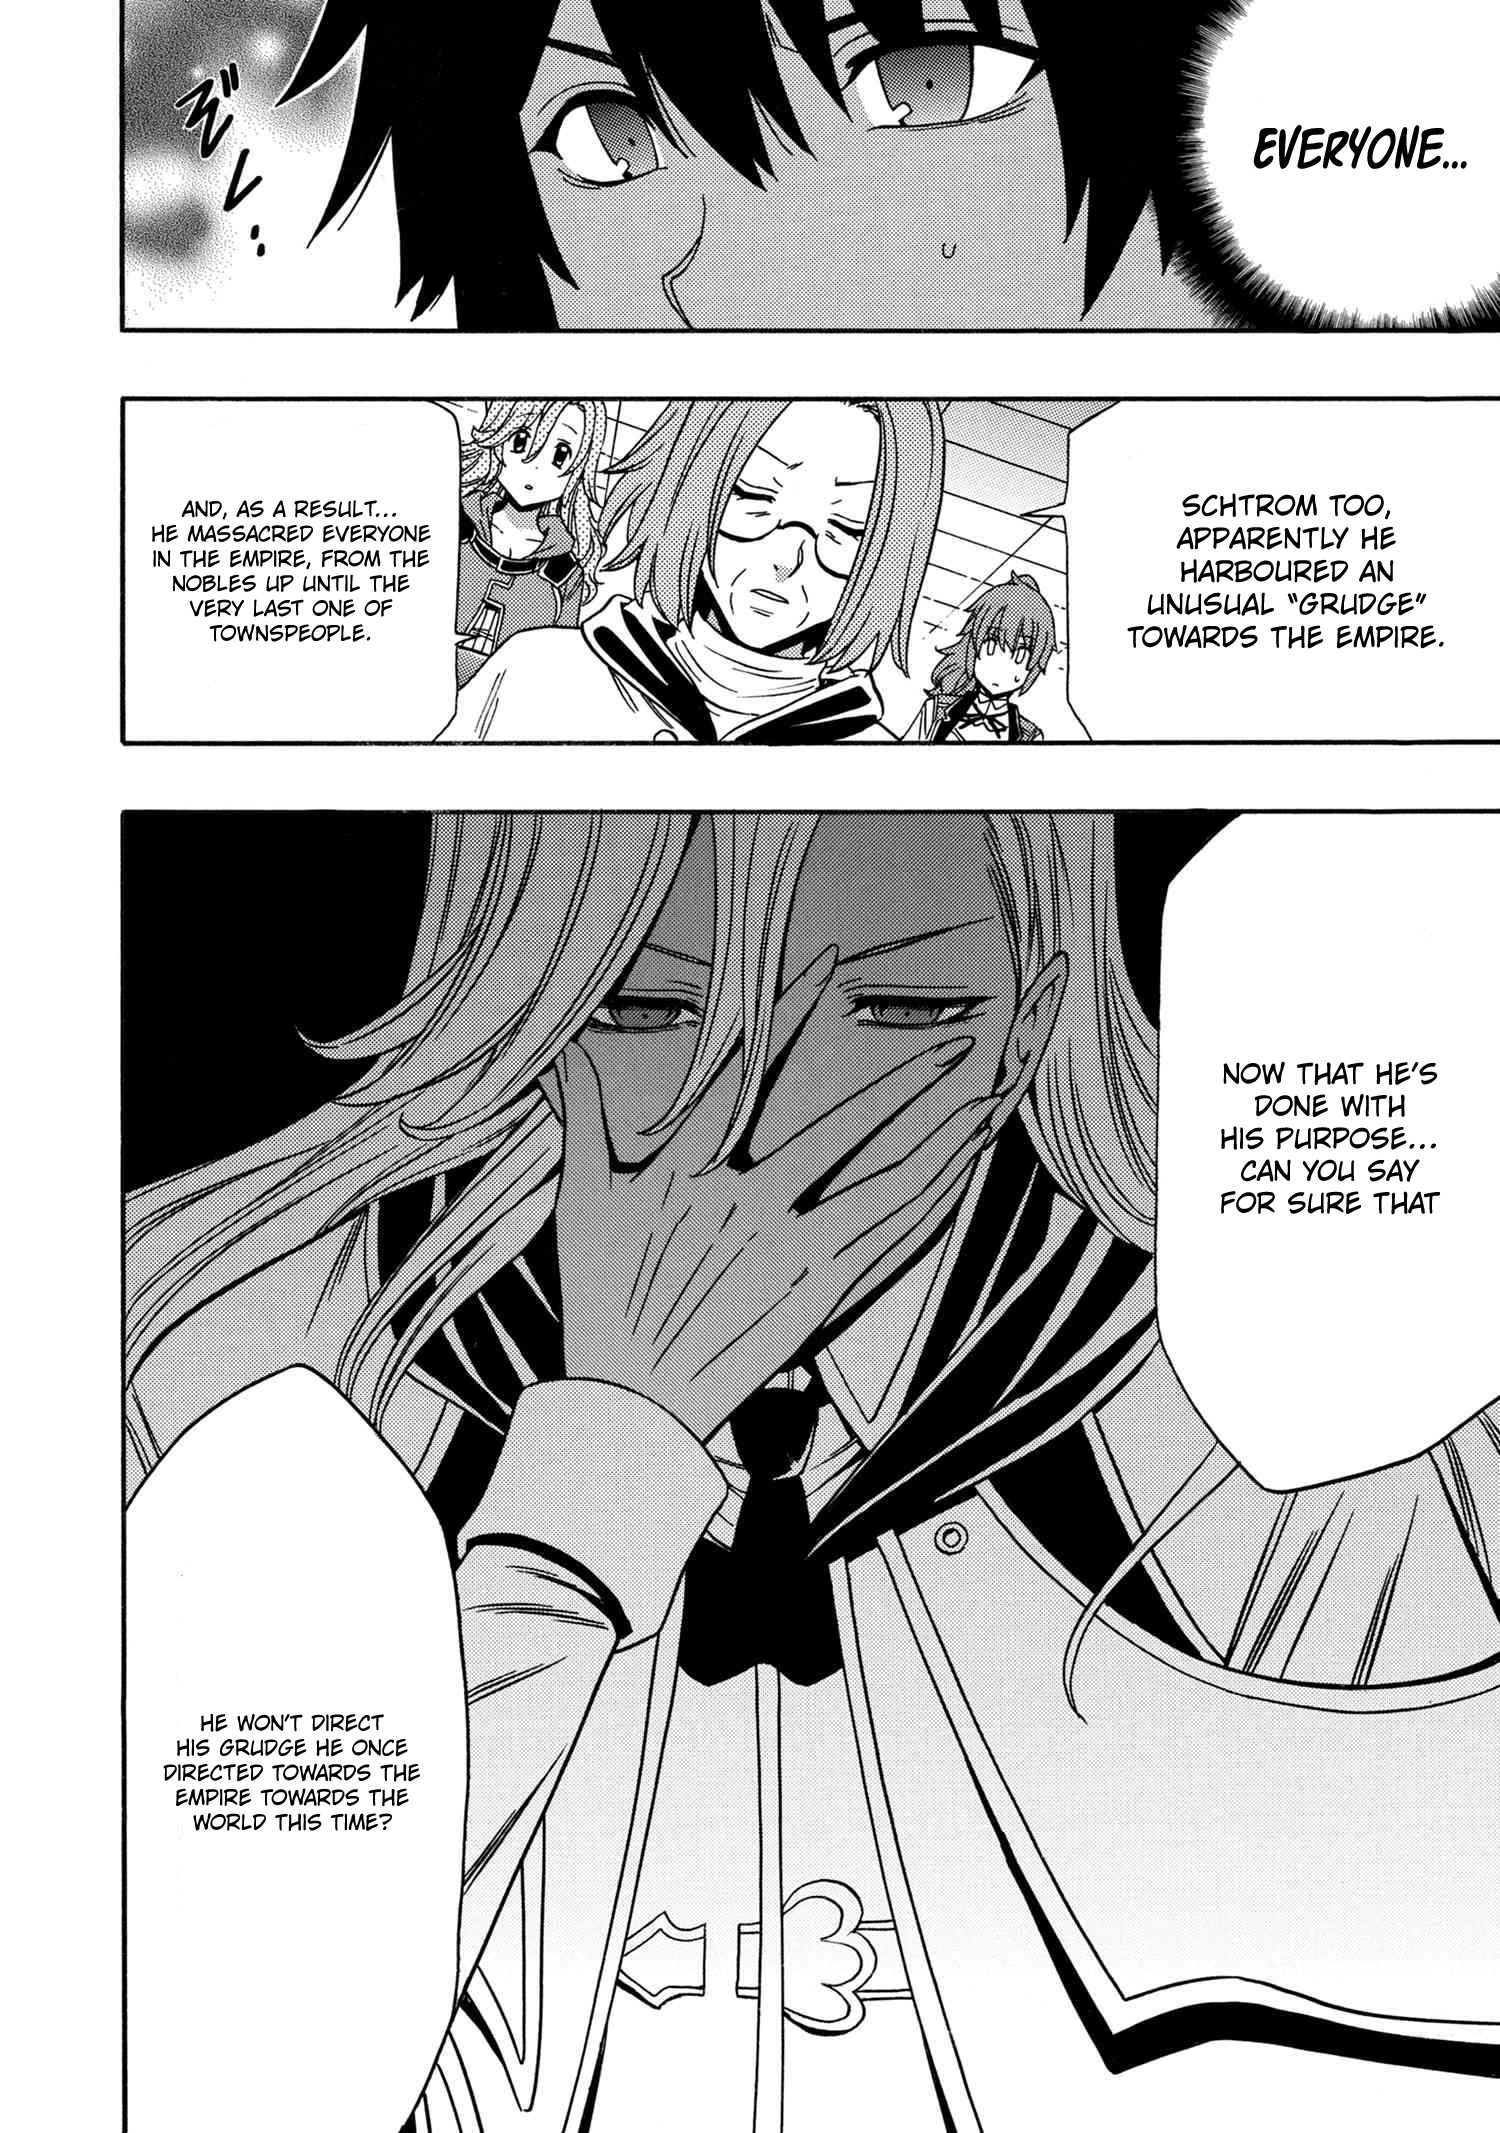 EVERYONE...
ゾクッ:
SCHTROM TOO,
APPARENTLY HE
HARBOURED AN
UNUSUAL "GRUDGE"
TOWARDS THE EMPIRE.
AND, AS A RESULT...
HE MASSACRED EVERYONE
IN THE EMPIRE, FROM THE
NOBLES UP UNTIL THE
VERY LAST ONE OF
TOWNSPEOPLE.
NOW THAT HE'S
DONE WITH
HIS PURPOSE...
CAN YOU SAY
FOR SURE THAT
HE WON'T DIRECT
HIS GRUDGE HE ONCE
DIRECTED TOWARDS THE
EMPIRE TOWARDS THE
WORLD THIS TIME?